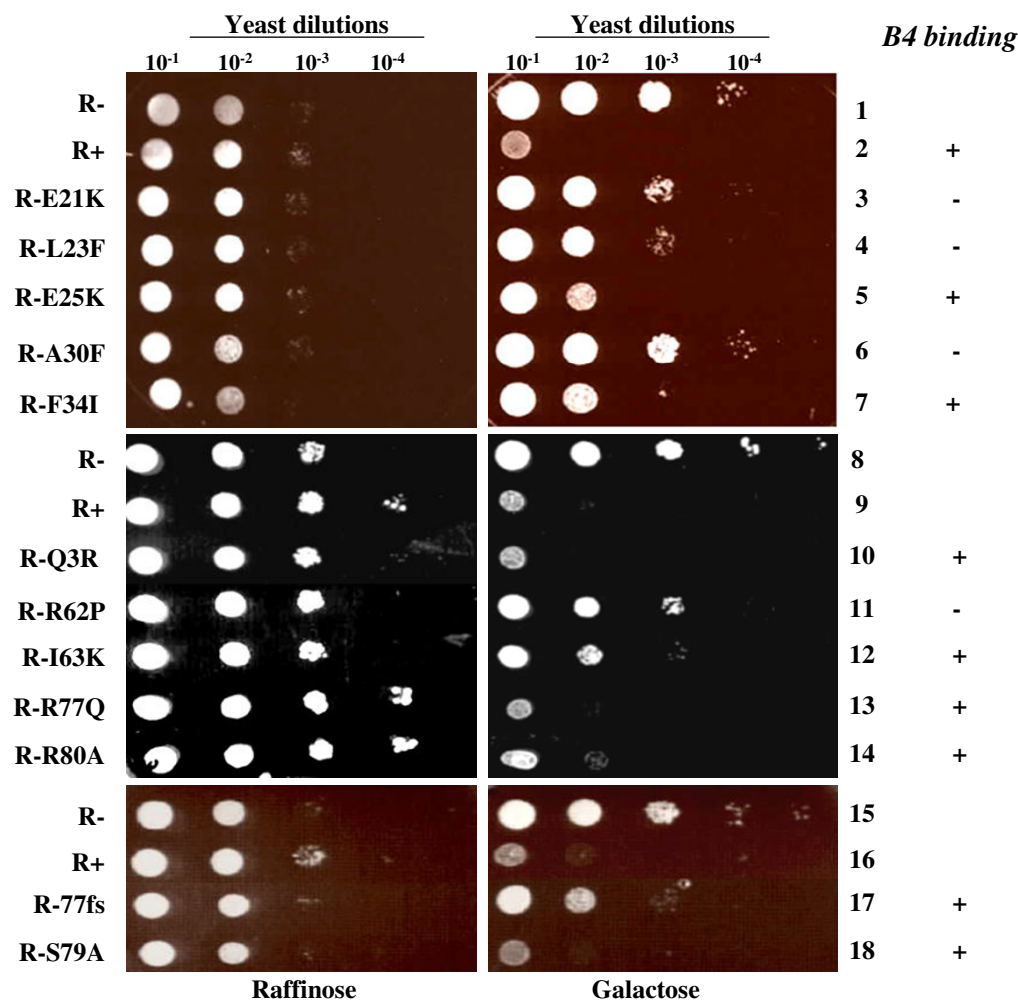 Yeast dilutions Yeast dilutions B4 binding
10⁻¹ 10⁻² 10⁻³ 10⁻⁴ 10⁻¹ 10⁻² 10⁻³ 10⁻⁴
R- 1
R+ 2 +
R-E21K 3 -
R-L23F 4 -
R-E25K 5 +
R-A30F 6 -
R-F34I 7 +
R- 8
R+ 9
R-Q3R 10 +
R-R62P 11 -
R-I63K 12 +
R-R77Q 13 +
R-R80A 14 +
R- 15
R+ 16
R-77fs 17 +
R-S79A 18 +
Raffinose Galactose